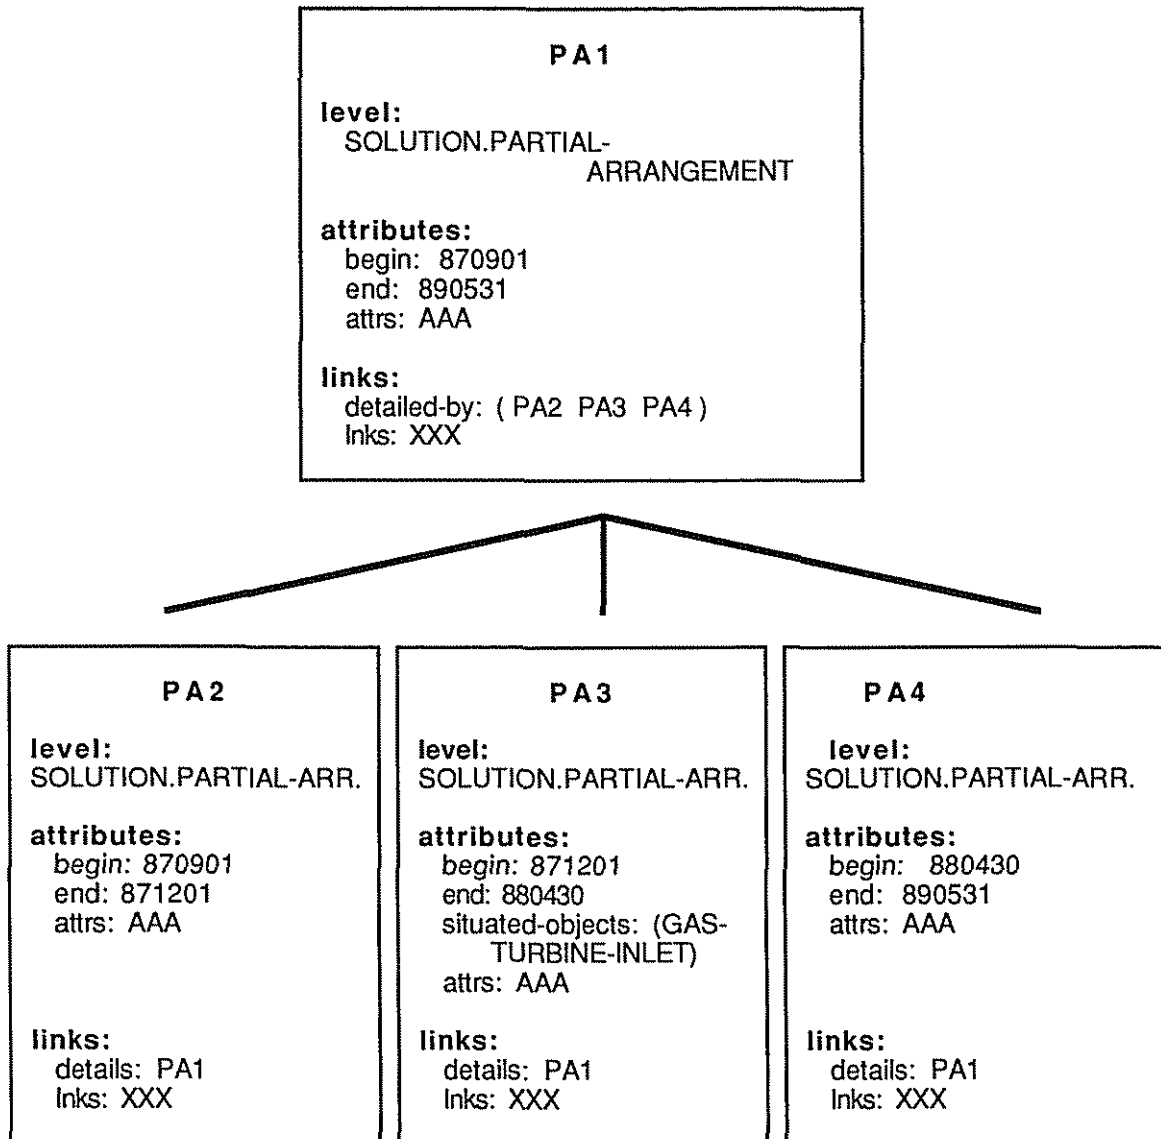 PA1
level:
SOLUTION.PARTIAL-
ARRANGEMENT
attributes:
begin: 870901
end: 890531
attrs: AAA
links:
detailed-by: ( PA2 PA3 PA4 )
lnks: XXX
PA2
level:
SOLUTION.PARTIAL-ARR.
attributes:
begin: 870901
end: 871201
attrs: AAA
links:
details: PA1
lnks: XXX
PA3
level:
SOLUTION.PARTIAL-ARR.
attributes:
begin: 871201
end: 880430
situated-objects: (GAS-
TURBINE-INLET)
attrs: AAA
links:
details: PA1
lnks: XXX
PA4
level:
SOLUTION.PARTIAL-ARR.
attributes:
begin: 880430
end: 890531
attrs: AAA
links:
details: PA1
lnks: XXX